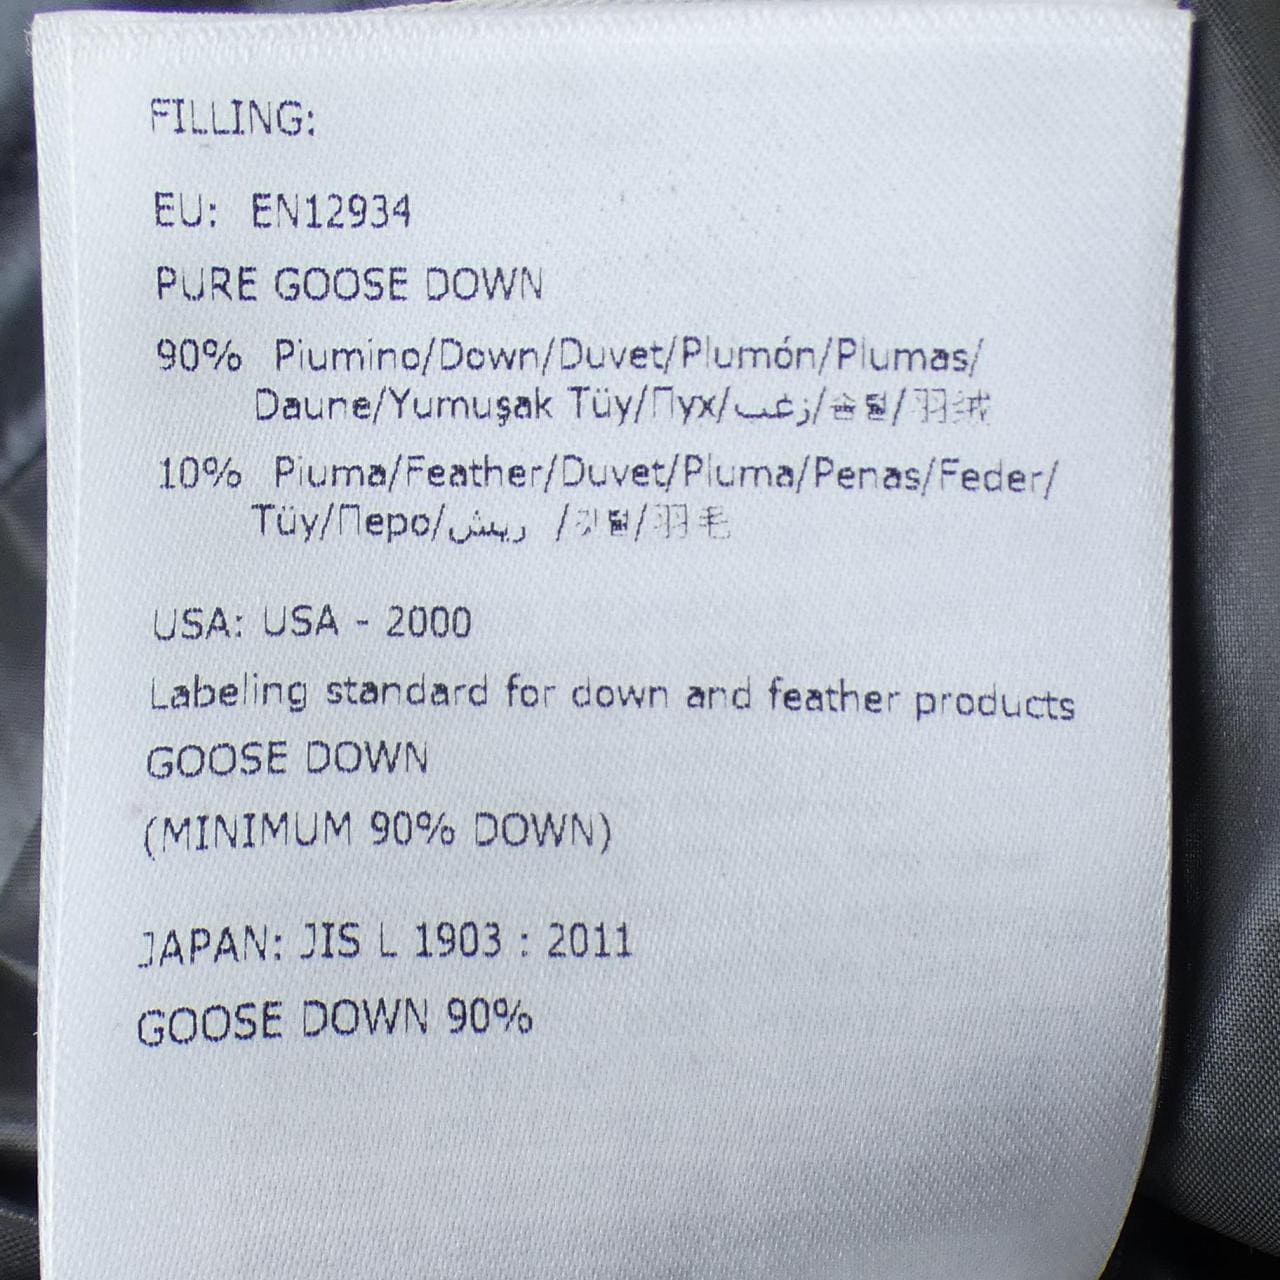 FILLING:
EU: EN12934
PURE GOOSE DOWN
90% Piumino/Down/Duvet/Plumón/Plumas/
Daune/Yumuşak Tüy/Пух/زغب/솜털/羽绒
10% Piuma/Feather/Duvet/Pluma/Penas/Feder/
Tüy/Перо/ريش /깃털/羽毛
USA: USA - 2000
Labeling standard for down and feather products
GOOSE DOWN
(MINIMUM 90% DOWN)
JAPAN: JIS L 1903 : 2011
GOOSE DOWN 90%